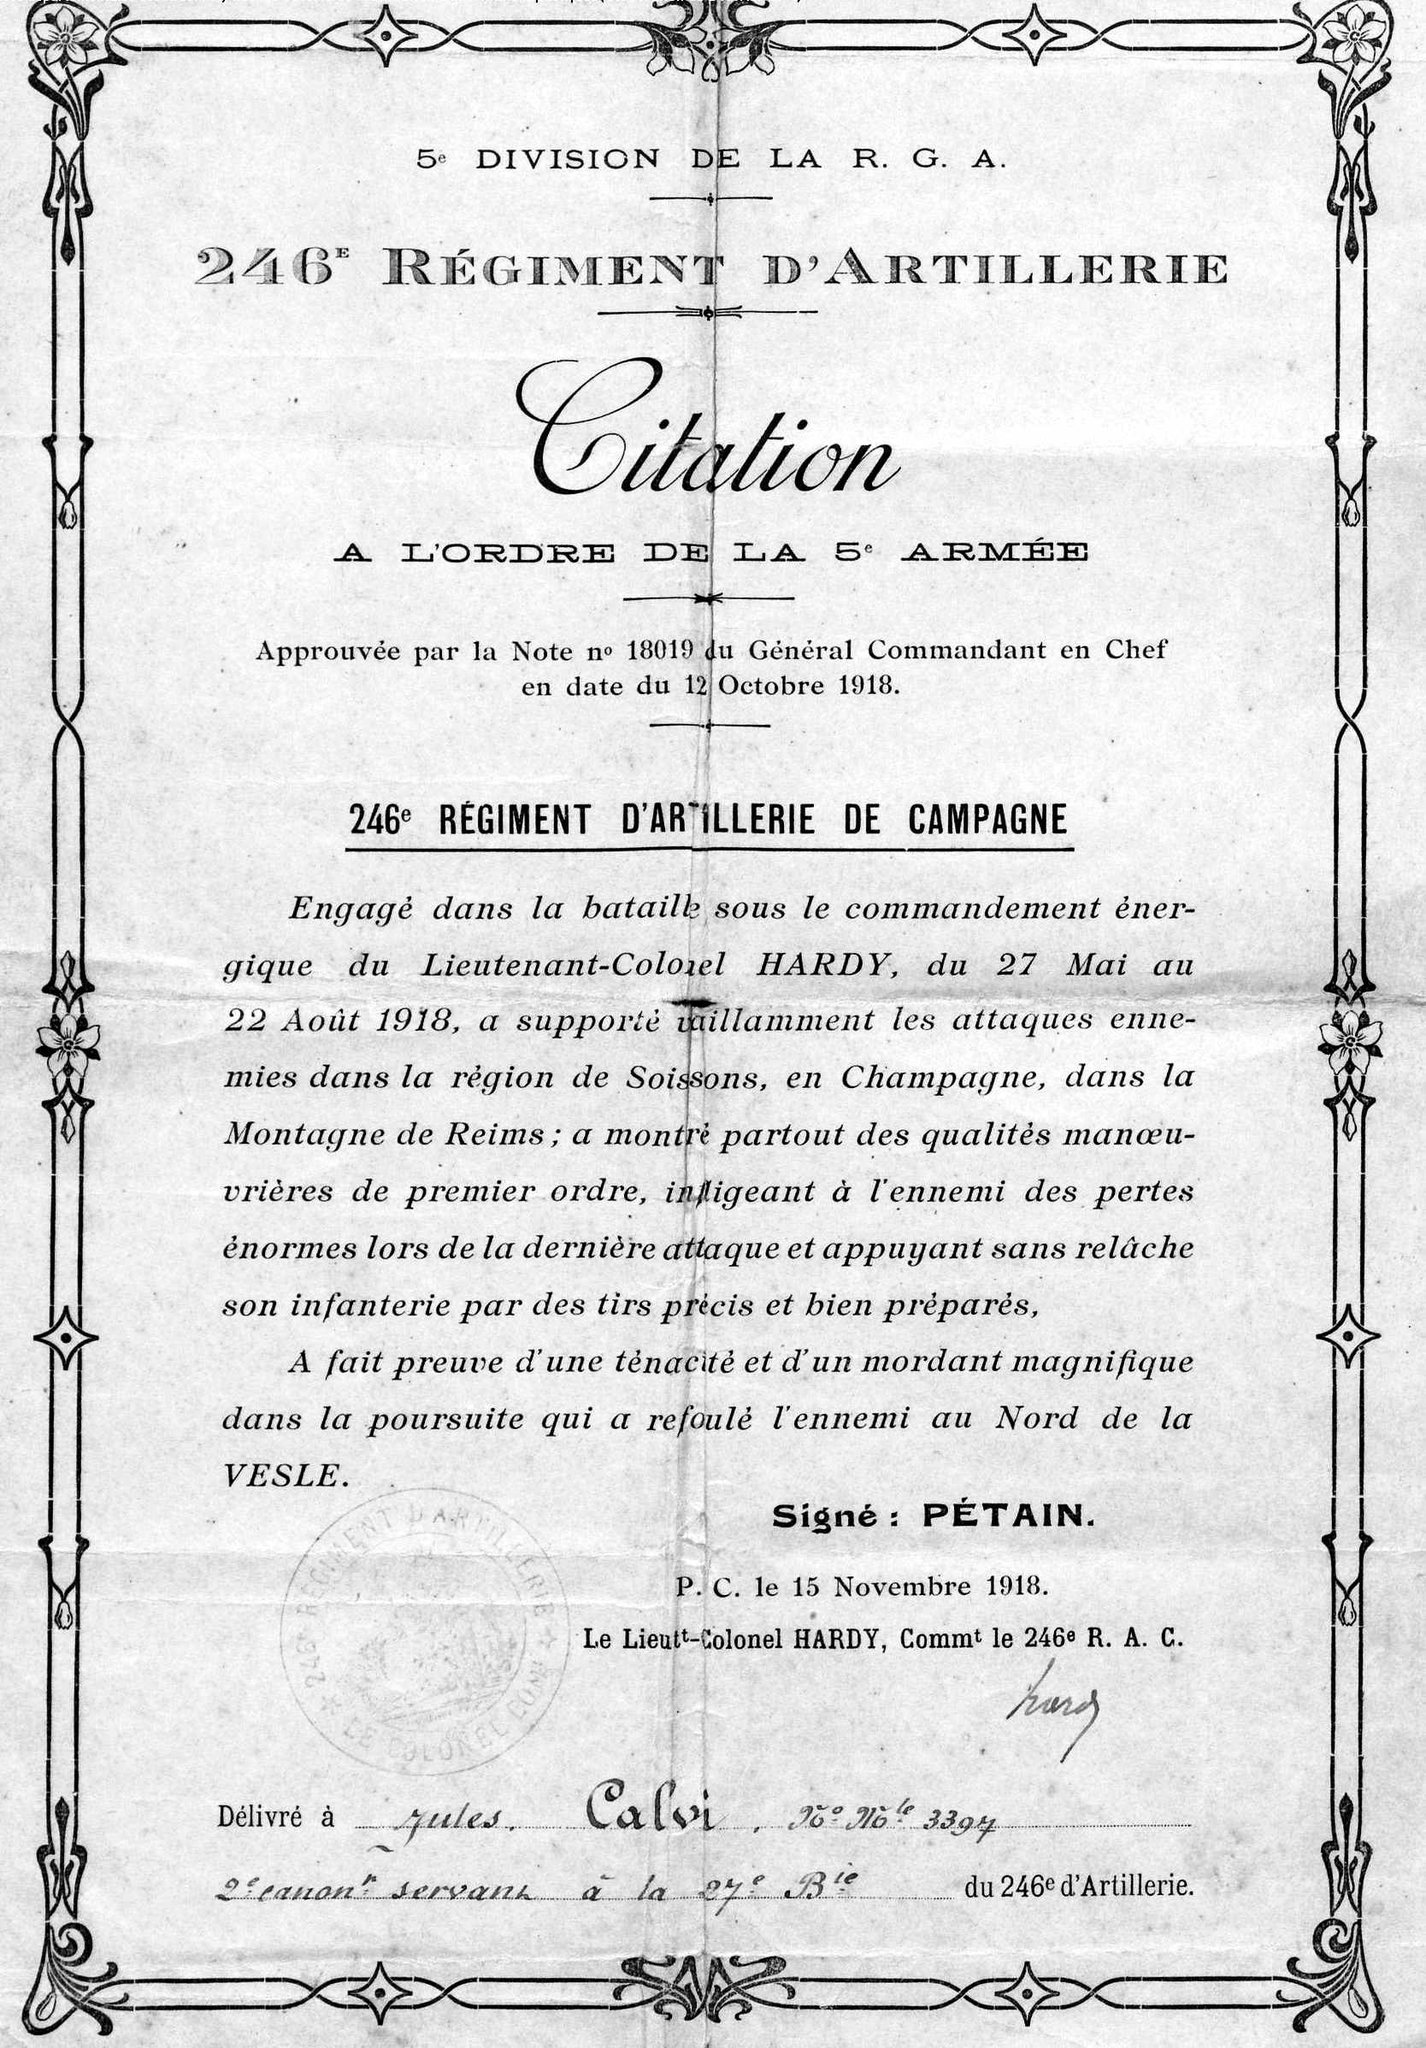 5e DIVISION DE LA R. G. A.
246E RÉGIMENT D'ARTILLERIE
Citation
A L'ORDRE DE LA 5e ARMÉE
Approuvée par la Note no 18019 du Général Commandant en Chef
en date du 12 Octobre 1918.
246e RÉGIMENT D'ARTILLERIE DE CAMPAGNE
Engagé dans la bataille sous le commandement éner-
gique du Lieutenant-Colonel HARDY, du 27 Mai au
22 Août 1918, a supporté vaillamment les attaques enne-
mies dans la région de Soissons, en Champagne, dans la
Montagne de Reims ; a montré partout des qualités manœu-
vrières de premier ordre, infligeant à l'ennemi des pertes
énormes lors de la dernière attaque et appuyant sans relâche
son infanterie par des tirs précis et bien préparés,
A fait preuve d'une ténacité et d'un mordant magnifique
dans la poursuite qui a refoulé l'ennemi au Nord de la
VESLE.
Signé : PÉTAIN.
P. C. le 15 Novembre 1918.
Le Lieutt-Colonel HARDY, Commt le 246e R. A. C.
Hardy
246e RÉGIMENT D'ARTILLERIE
LE COLONEL COMMt
Délivré à Jules. Calvi. No Mle 3397
2e canonr servant à la 27e Bie du 246e d'Artillerie.